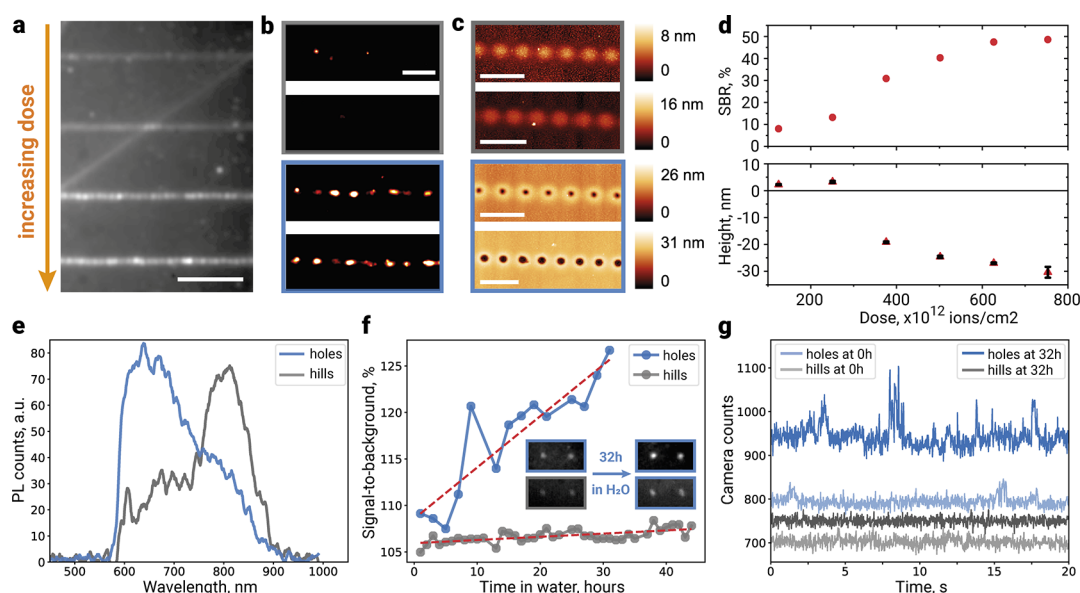 a
increasing dose
b
c
8 nm
0
16 nm
0
26 nm
0
31 nm
0
d
SBR, %
50
40
30
20
10
0
Height, nm
10
0
-10
-20
-30
200
400
600
800
Dose, x10¹² ions/cm2
e
PL counts, a.u.
80
70
60
50
40
30
20
10
0
500
600
700
800
900
1000
Wavelength, nm
holes
hills
f
Signal-to-background, %
125
120
115
110
105
0
10
20
30
40
Time in water, hours
holes
hills
32h
in H₂O
g
Camera counts
1100
1000
900
800
700
0
5
10
15
20
Time, s
holes at 0h
hills at 0h
holes at 32h
hills at 32h